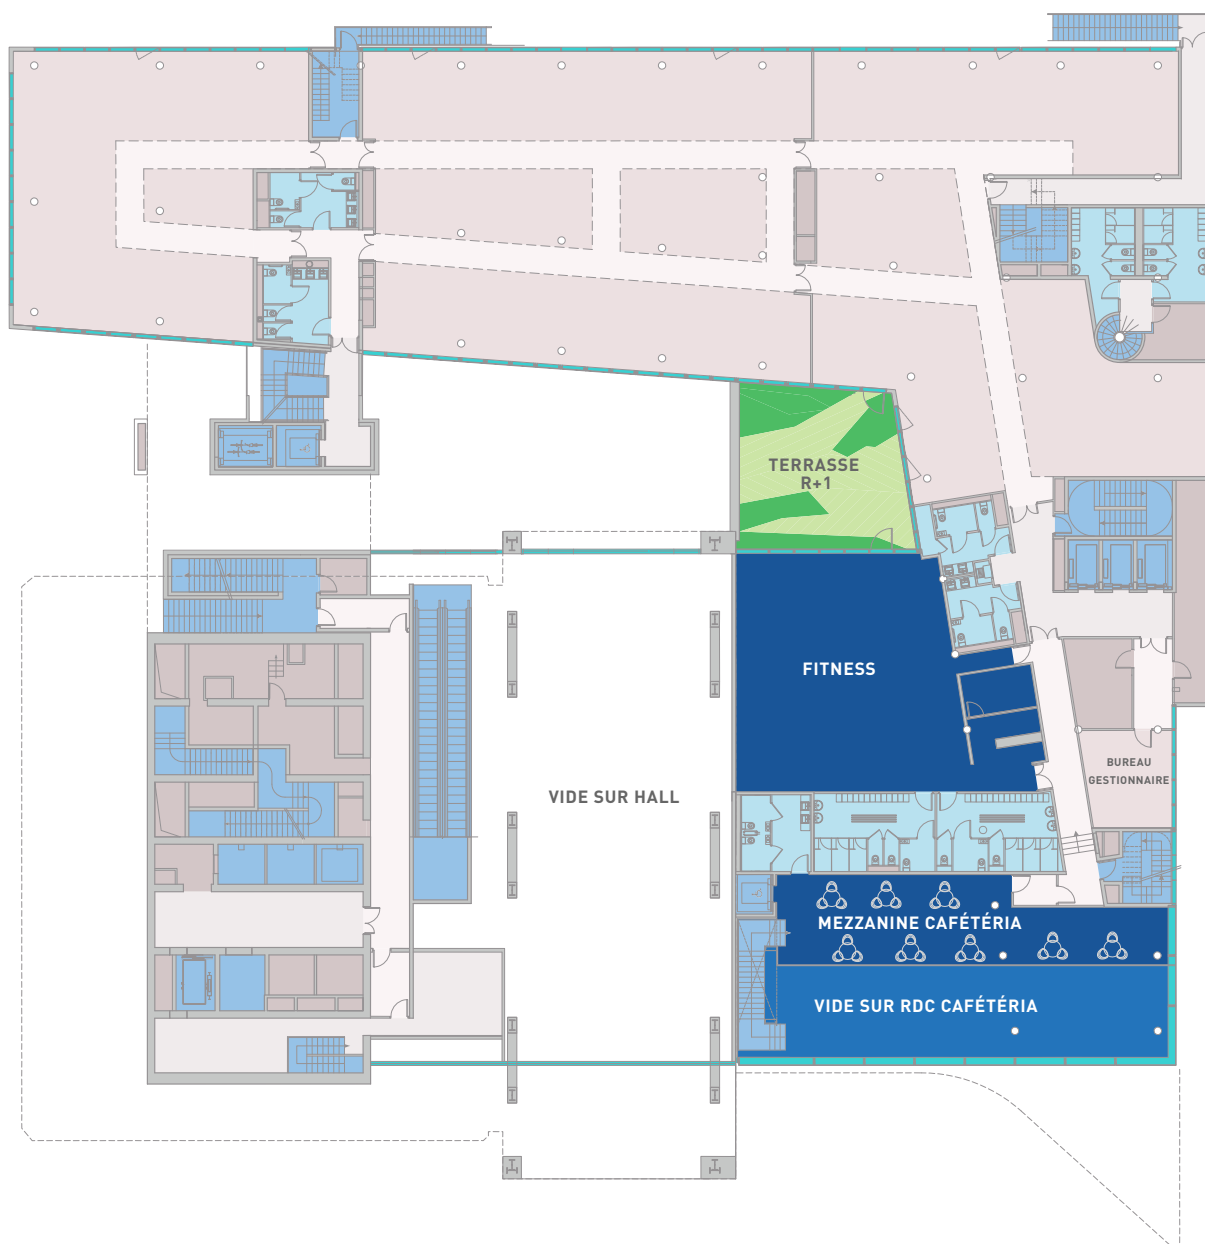 TERRASSE
R+1
FITNESS
BUREAU
GESTIONNAIRE
VIDE SUR HALL
MEZZANINE CAFÉTÉRIA
VIDE SUR RDC CAFÉTÉRIA